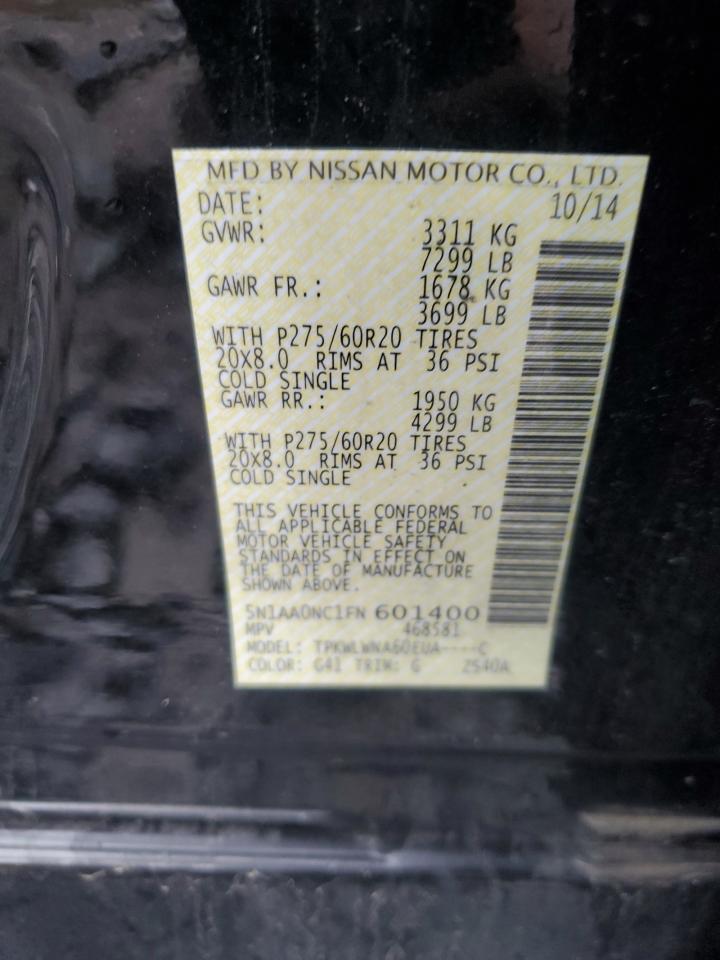 MFD BY NISSAN MOTOR CO., LTD.
DATE: 10/14
GVWR: 3311 KG
7299 LB
GAWR FR.: 1678 KG
3699 LB
WITH P275/60R20 TIRES
20X8.0 RIMS AT 36 PSI
COLD SINGLE
GAWR RR.: 1950 KG
4299 LB
WITH P275/60R20 TIRES
20X8.0 RIMS AT 36 PSI
COLD SINGLE
THIS VEHICLE CONFORMS TO
ALL APPLICABLE FEDERAL
MOTOR VEHICLE SAFETY
STANDARDS IN EFFECT ON
THE DATE OF MANUFACTURE
SHOWN ABOVE.
5N1AA0NC1FN 601400
MPV 468581
MODEL: TPKWLWNA60EUA----C
COLOR: G41 TRIM: G 2540A